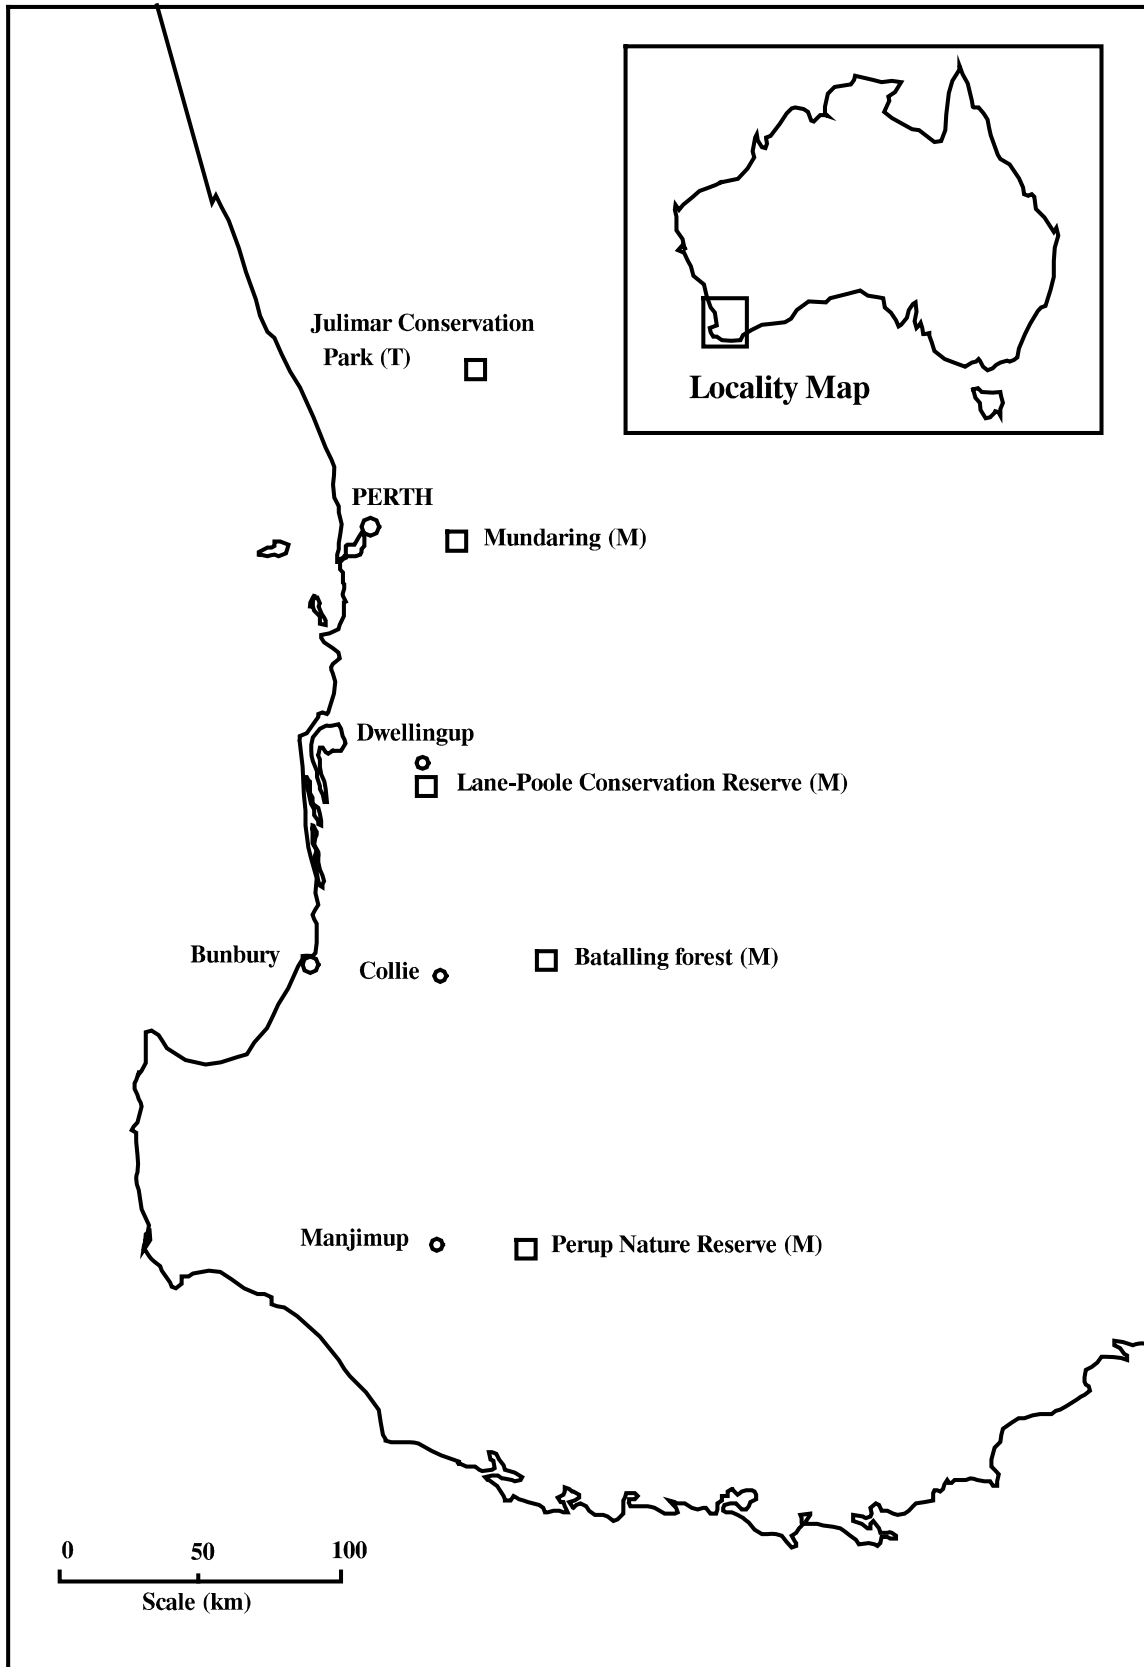 Julimar Conservation
Park (T)
Locality Map
PERTH
Mundaring (M)
Dwellingup
Lane-Poole Conservation Reserve (M)
Bunbury
Collie
Batalling forest (M)
Manjimup
Perup Nature Reserve (M)
0 50 100
Scale (km)